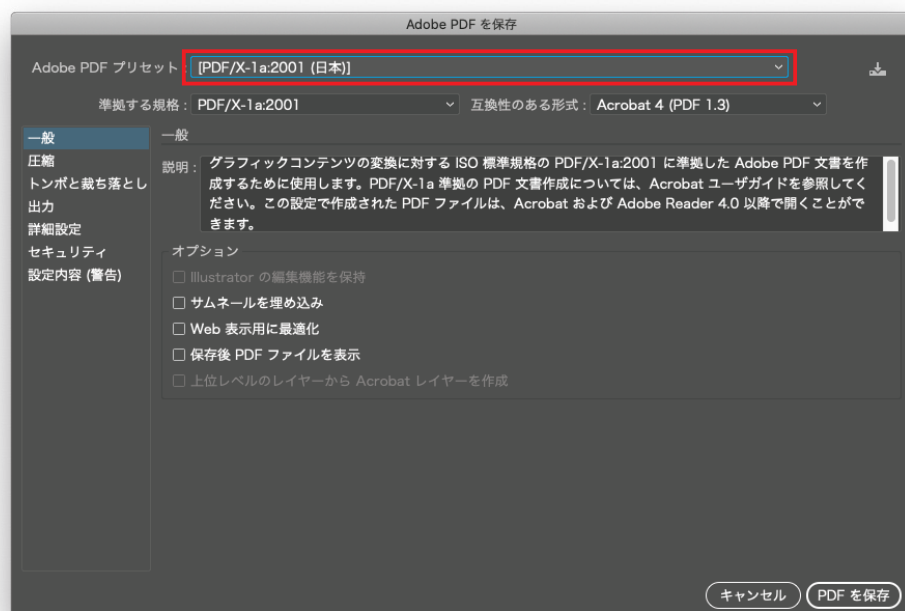 Adobe PDF を保存
Adobe PDF プリセット : [PDF/X-1a:2001 (日本)]
準拠する規格 : PDF/X-1a:2001 互換性のある形式 : Acrobat 4 (PDF 1.3)
一般
圧縮
トンボと裁ち落とし
出力
詳細設定
セキュリティ
設定内容 (警告)
一般
説明 : グラフィックコンテンツの変換に対する ISO 標準規格の PDF/X-1a:2001 に準拠した Adobe PDF 文書を作
成するために使用します。PDF/X-1a 準拠の PDF 文書作成については、Acrobat ユーザガイドを参照してく
ださい。この設定で作成された PDF ファイルは、Acrobat および Adobe Reader 4.0 以降で開くことがで
きます。
オプション
Illustrator の編集機能を保持
サムネールを埋め込み
Web 表示用に最適化
保存後 PDF ファイルを表示
上位レベルのレイヤーから Acrobat レイヤーを作成
キャンセル PDF を保存